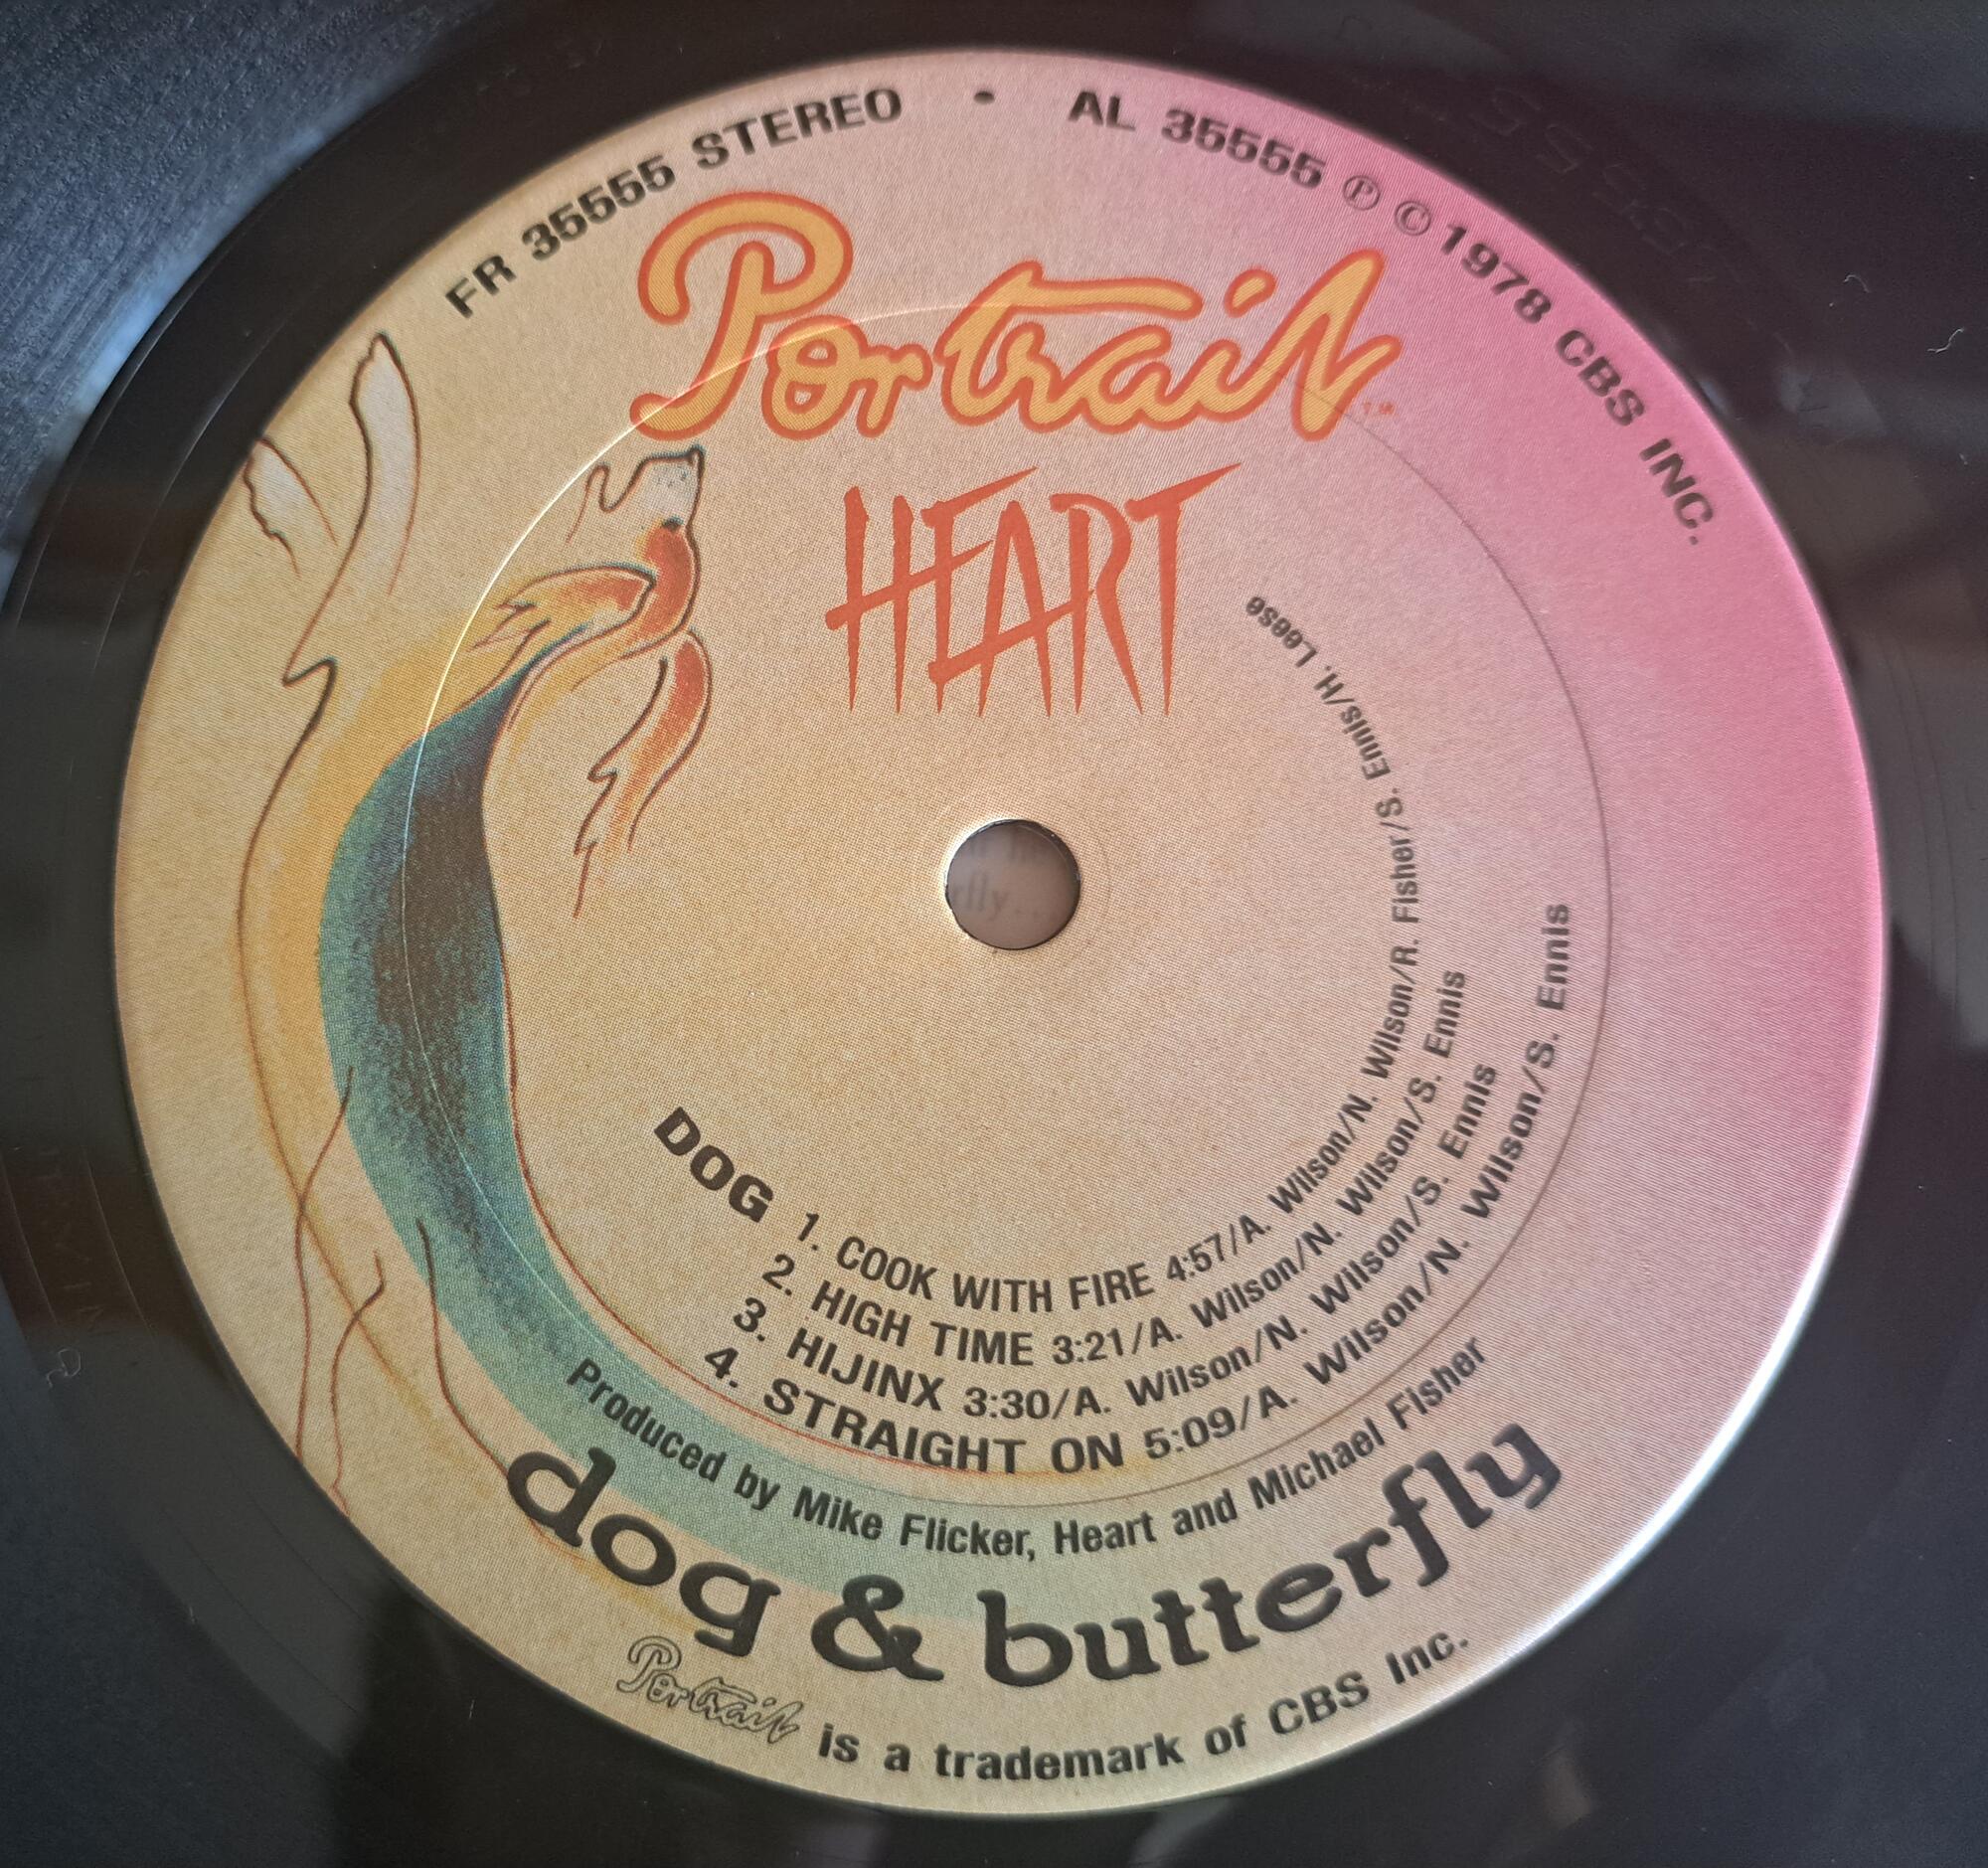 FR 35555 STEREO • AL 35555 ℗ © 1978 CBS INC.
Portrait
TM
HEART
DOG 1. COOK WITH FIRE 4:57/A. Wilson/N. Wilson/R. Fisher/S. Ennis/H. Leese
2. HIGH TIME 3:21/A. Wilson/N. Wilson/S. Ennis
3. HIJINX 3:30/A. Wilson/N. Wilson/S. Ennis
4. STRAIGHT ON 5:09/A. Wilson/N. Wilson/S. Ennis
Produced by Mike Flicker, Heart and Michael Fisher
dog & butterfly
Portrait is a trademark of CBS Inc.